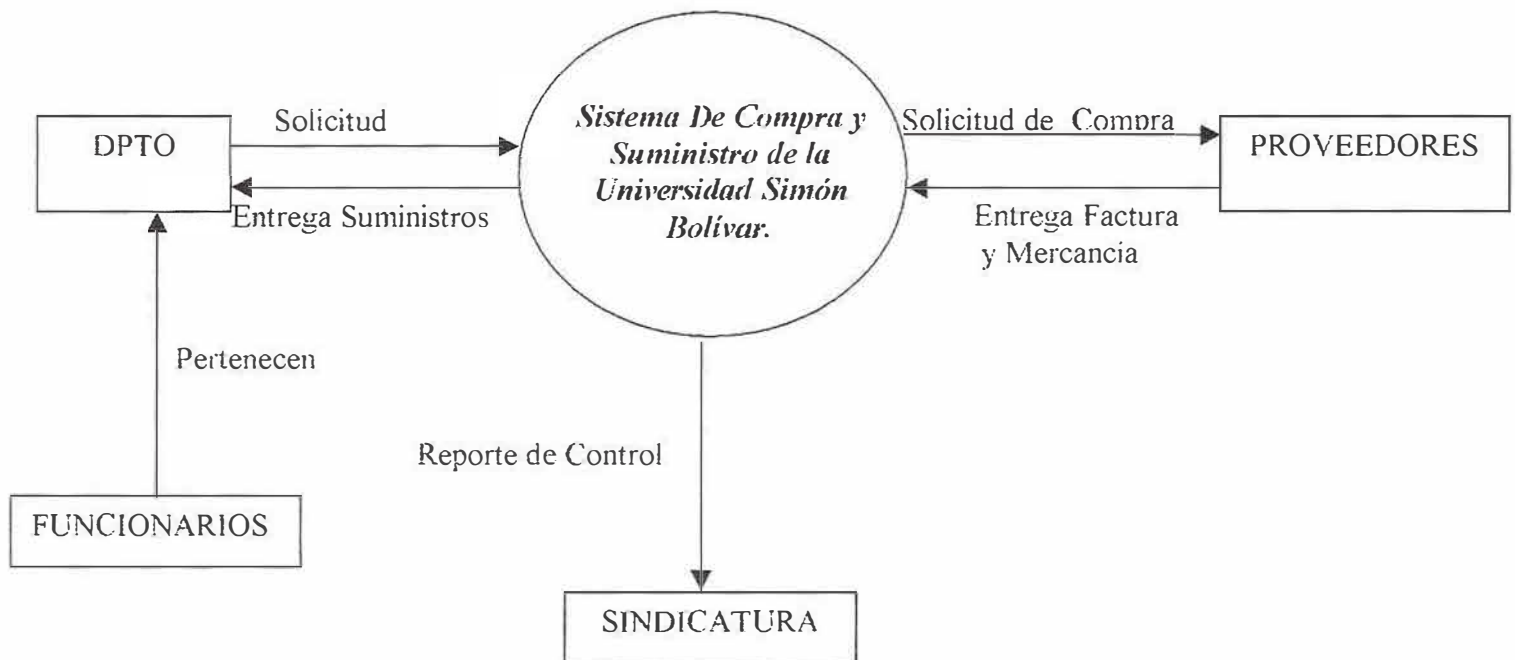 DPTO
Solicitud
Entrega Suministros
Sistema De Compra y
Suministro de la
Universidad Simón
Bolívar.
Solicitud de Compra
PROVEEDORES
Entrega Factura
y Mercancia
Pertenecen
Reporte de Control
FUNCIONARIOS
SINDICATURA